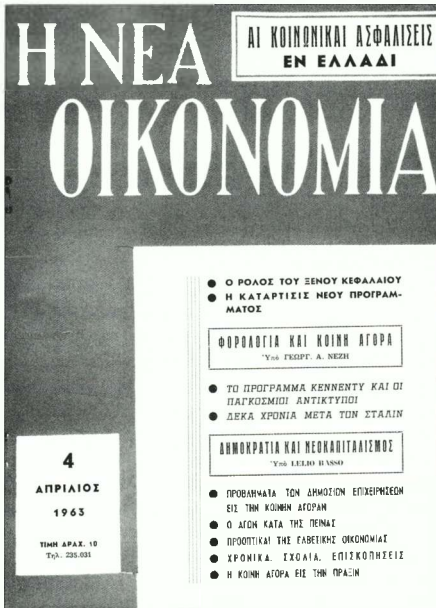 Η ΝΕΑ
ΑΙ ΚΟΙΝΩΝΙΚΑΙ ΑΣΦΑΛΙΣΕΙΣ
ΕΝ ΕΛΛΑΔΙ
ΟΙΚΟΝΟΜΙΑ
● Ο ΡΟΛΟΣ ΤΟΥ ΞΕΝΟΥ ΚΕΦΑΛΑΙΟΥ
● Η ΚΑΤΑΡΤΙΣΙΣ ΝΕΟΥ ΠΡΟΓΡΑΜ-
ΜΑΤΟΣ
ΦΟΡΟΛΟΓΙΑ ΚΑΙ ΚΟΙΝΗ ΑΓΟΡΑ
Ὑπὸ ΓΕΩΡΓ. Α. ΝΕΖΗ
● ΤΟ ΠΡΟΓΡΑΜΜΑ ΚΕΝΝΕΝΤΥ ΚΑΙ ΟΙ
ΠΑΓΚΟΣΜΙΟΙ ΑΝΤΙΚΤΥΠΟΙ
● ΔΕΚΑ ΧΡΟΝΙΑ ΜΕΤΑ ΤΟΝ ΣΤΑΛΙΝ
ΔΗΜΟΚΡΑΤΙΑ ΚΑΙ ΝΕΟΚΑΠΙΤΑΛΙΣΜΟΣ
Ὑπὸ LELIO BASSO
● ΠΡΟΒΛΗΜΑΤΑ ΤΩΝ ΔΗΜΟΣΙΩΝ ΕΠΙΧΕΙΡΗΣΕΩΝ
ΕΙΣ ΤΗΝ ΚΟΙΝΗΝ ΑΓΟΡΑΝ
● Ο ΑΓΩΝ ΚΑΤΑ ΤΗΣ ΠΕΙΝΑΣ
● ΠΡΟΟΠΤΙΚΑΙ ΤΗΣ ΕΛΒΕΤΙΚΗΣ ΟΙΚΟΝΟΜΙΑΣ
● ΧΡΟΝΙΚΑ, ΣΧΟΛΙΑ, ΕΠΙΣΚΟΠΗΣΕΙΣ
● Η ΚΟΙΝΗ ΑΓΟΡΑ ΕΙΣ ΤΗΝ ΠΡΑΞΙΝ
4
ΑΠΡΙΛΙΟΣ
1963
ΤΙΜΗ ΔΡΑΧ. 10
Τηλ. 235.031